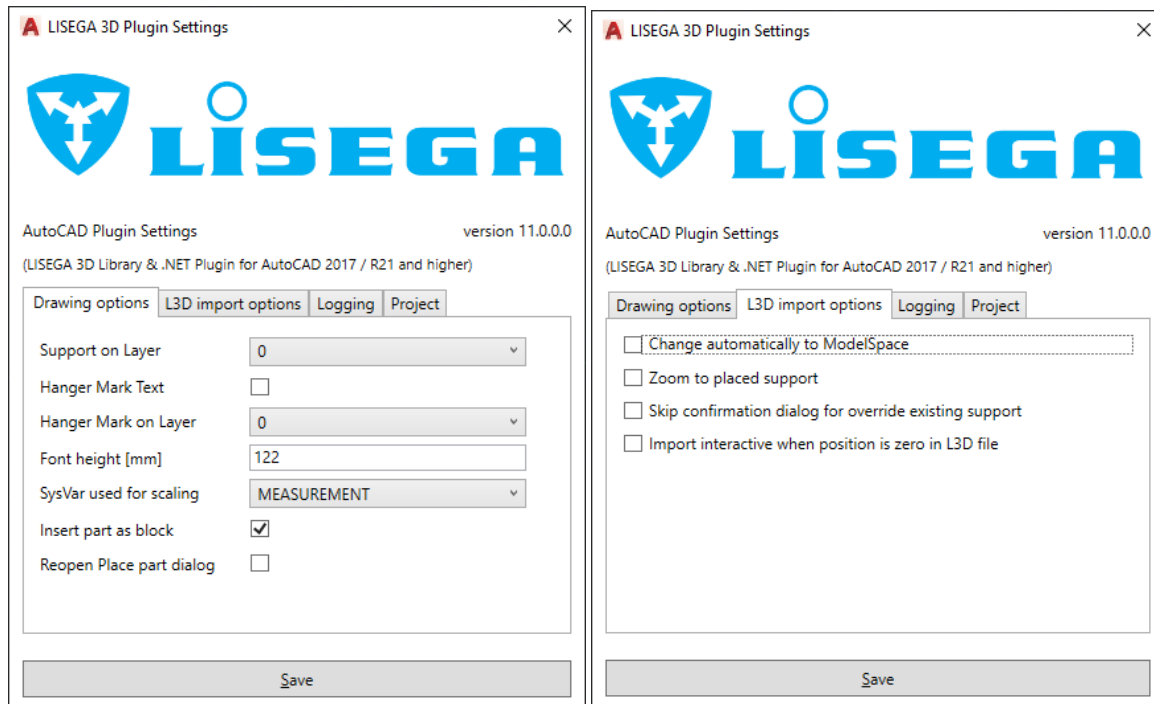 LISEGA 3D Plugin Settings
LISEGA
AutoCAD Plugin Settings
version 11.0.0.0
(LISEGA 3D Library & .NET Plugin for AutoCAD 2017 / R21 and higher)
Drawing options
L3D import options
Logging
Project
Support on Layer
0
Hanger Mark Text
Hanger Mark on Layer
0
Font height [mm]
122
SysVar used for scaling
MEASUREMENT
Insert part as block
Reopen Place part dialog
Save
LISEGA 3D Plugin Settings
LISEGA
AutoCAD Plugin Settings
version 11.0.0.0
(LISEGA 3D Library & .NET Plugin for AutoCAD 2017 / R21 and higher)
Drawing options
L3D import options
Logging
Project
Change automatically to ModelSpace
Zoom to placed support
Skip confirmation dialog for override existing support
Import interactive when position is zero in L3D file
Save